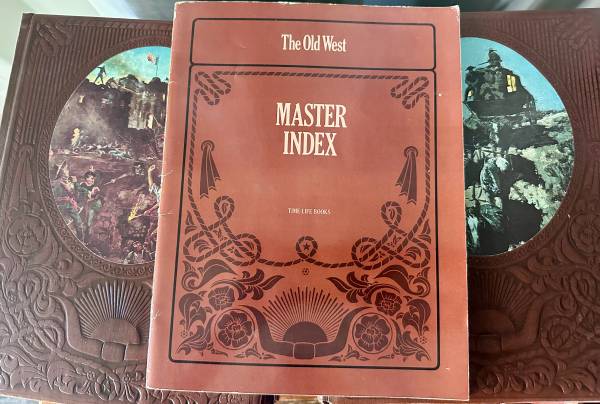 The Old West
MASTER
INDEX
TIME-LIFE BOOKS